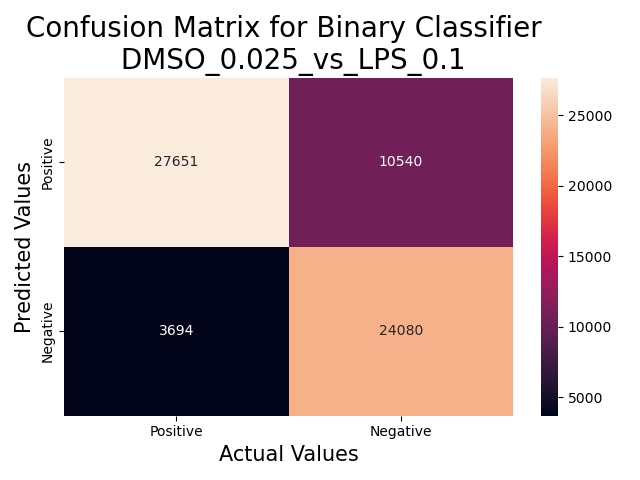 Confusion Matrix for Binary Classifier
DMSO_0.025_vs_LPS_0.1
Predicted Values
Positive
27651
10540
Negative
3694
24080
Positive
Negative
Actual Values
25000
20000
15000
10000
5000